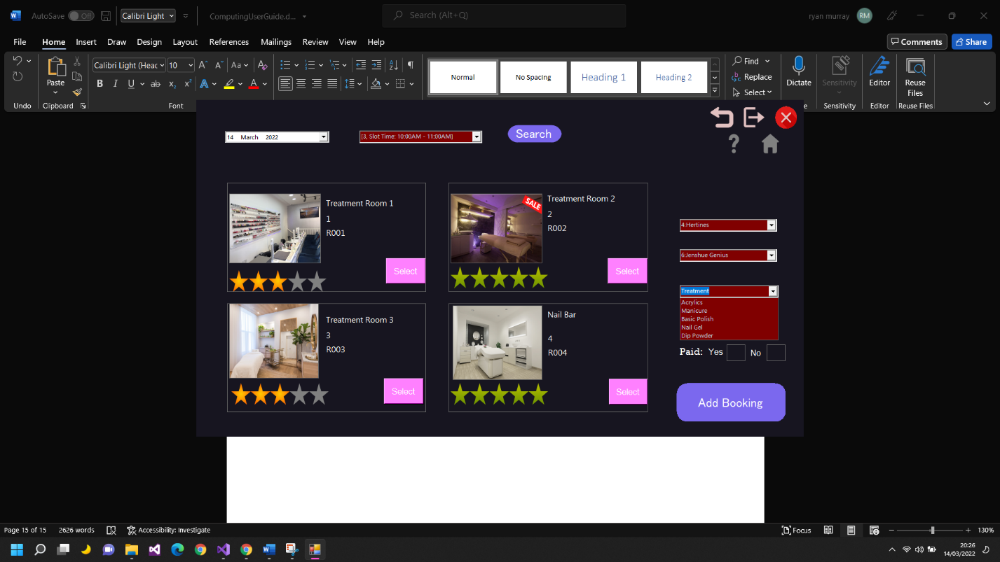 AutoSave Off Calibri Light ComputingUserGuide.d... Search (Alt+Q) ryan murray RM
File Home Insert Draw Design Layout References Mailings Review View Help Comments Share
Calibri Light (Heac 10 Aa Find
Paste Normal No Spacing Heading 1 Heading 2 Replace Dictate Sensitivity Editor Reuse Files
B I U ab x2 x2 A A Select
Undo Clipboard Font Sensitivity Editor Reuse Files
14 March 2022 [3, Slot Time: 10:00AM - 11:00AM] Search
?
Treatment Room 1
1
R001
Select
Treatment Room 2
2
R002
SALE
Select
Treatment Room 3
3
R003
Select
Nail Bar
4
R004
Select
4:Hertines
6:Jenshue Genius
Treatment
Acrylics
Manicure
Basic Polish
Nail Gel
Dip Powder
Paid: Yes No
Add Booking
Page 15 of 15 2626 words Accessibility: Investigate Focus 130%
20:26
14/03/2022